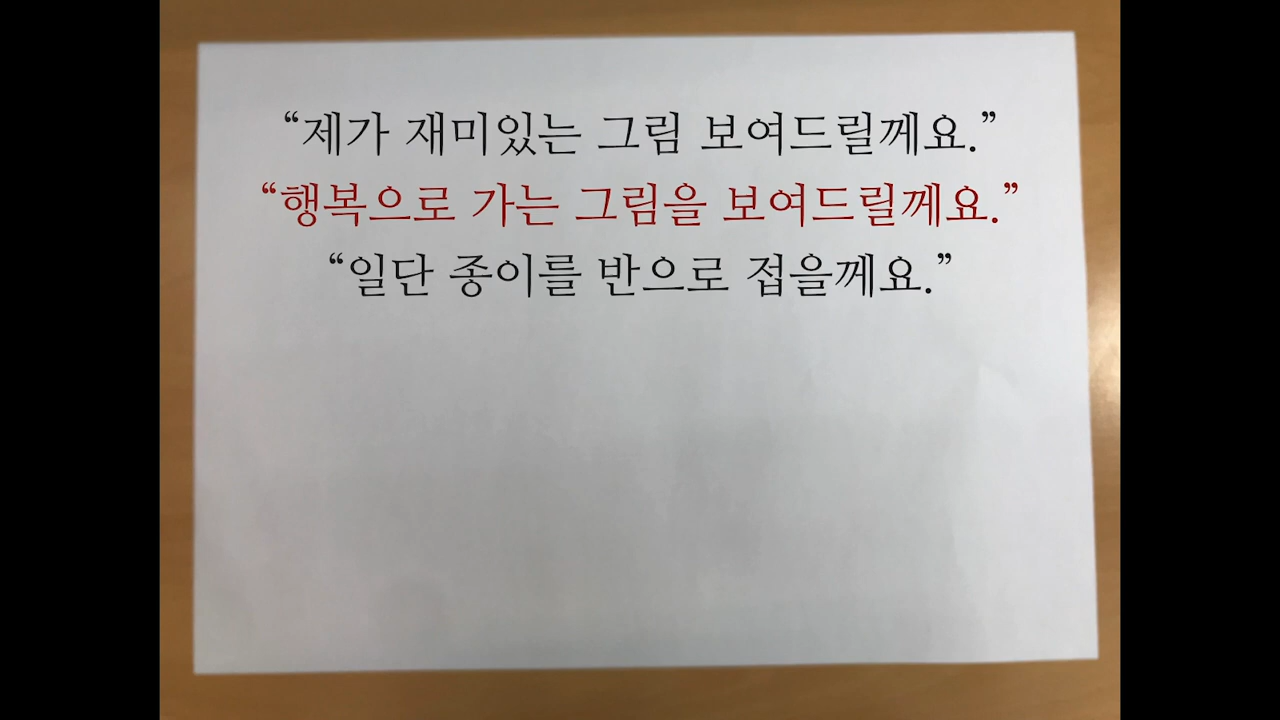 “제가 재미있는 그림 보여드릴께요.”
“행복으로 가는 그림을 보여드릴께요.”
“일단 종이를 반으로 접을께요.”